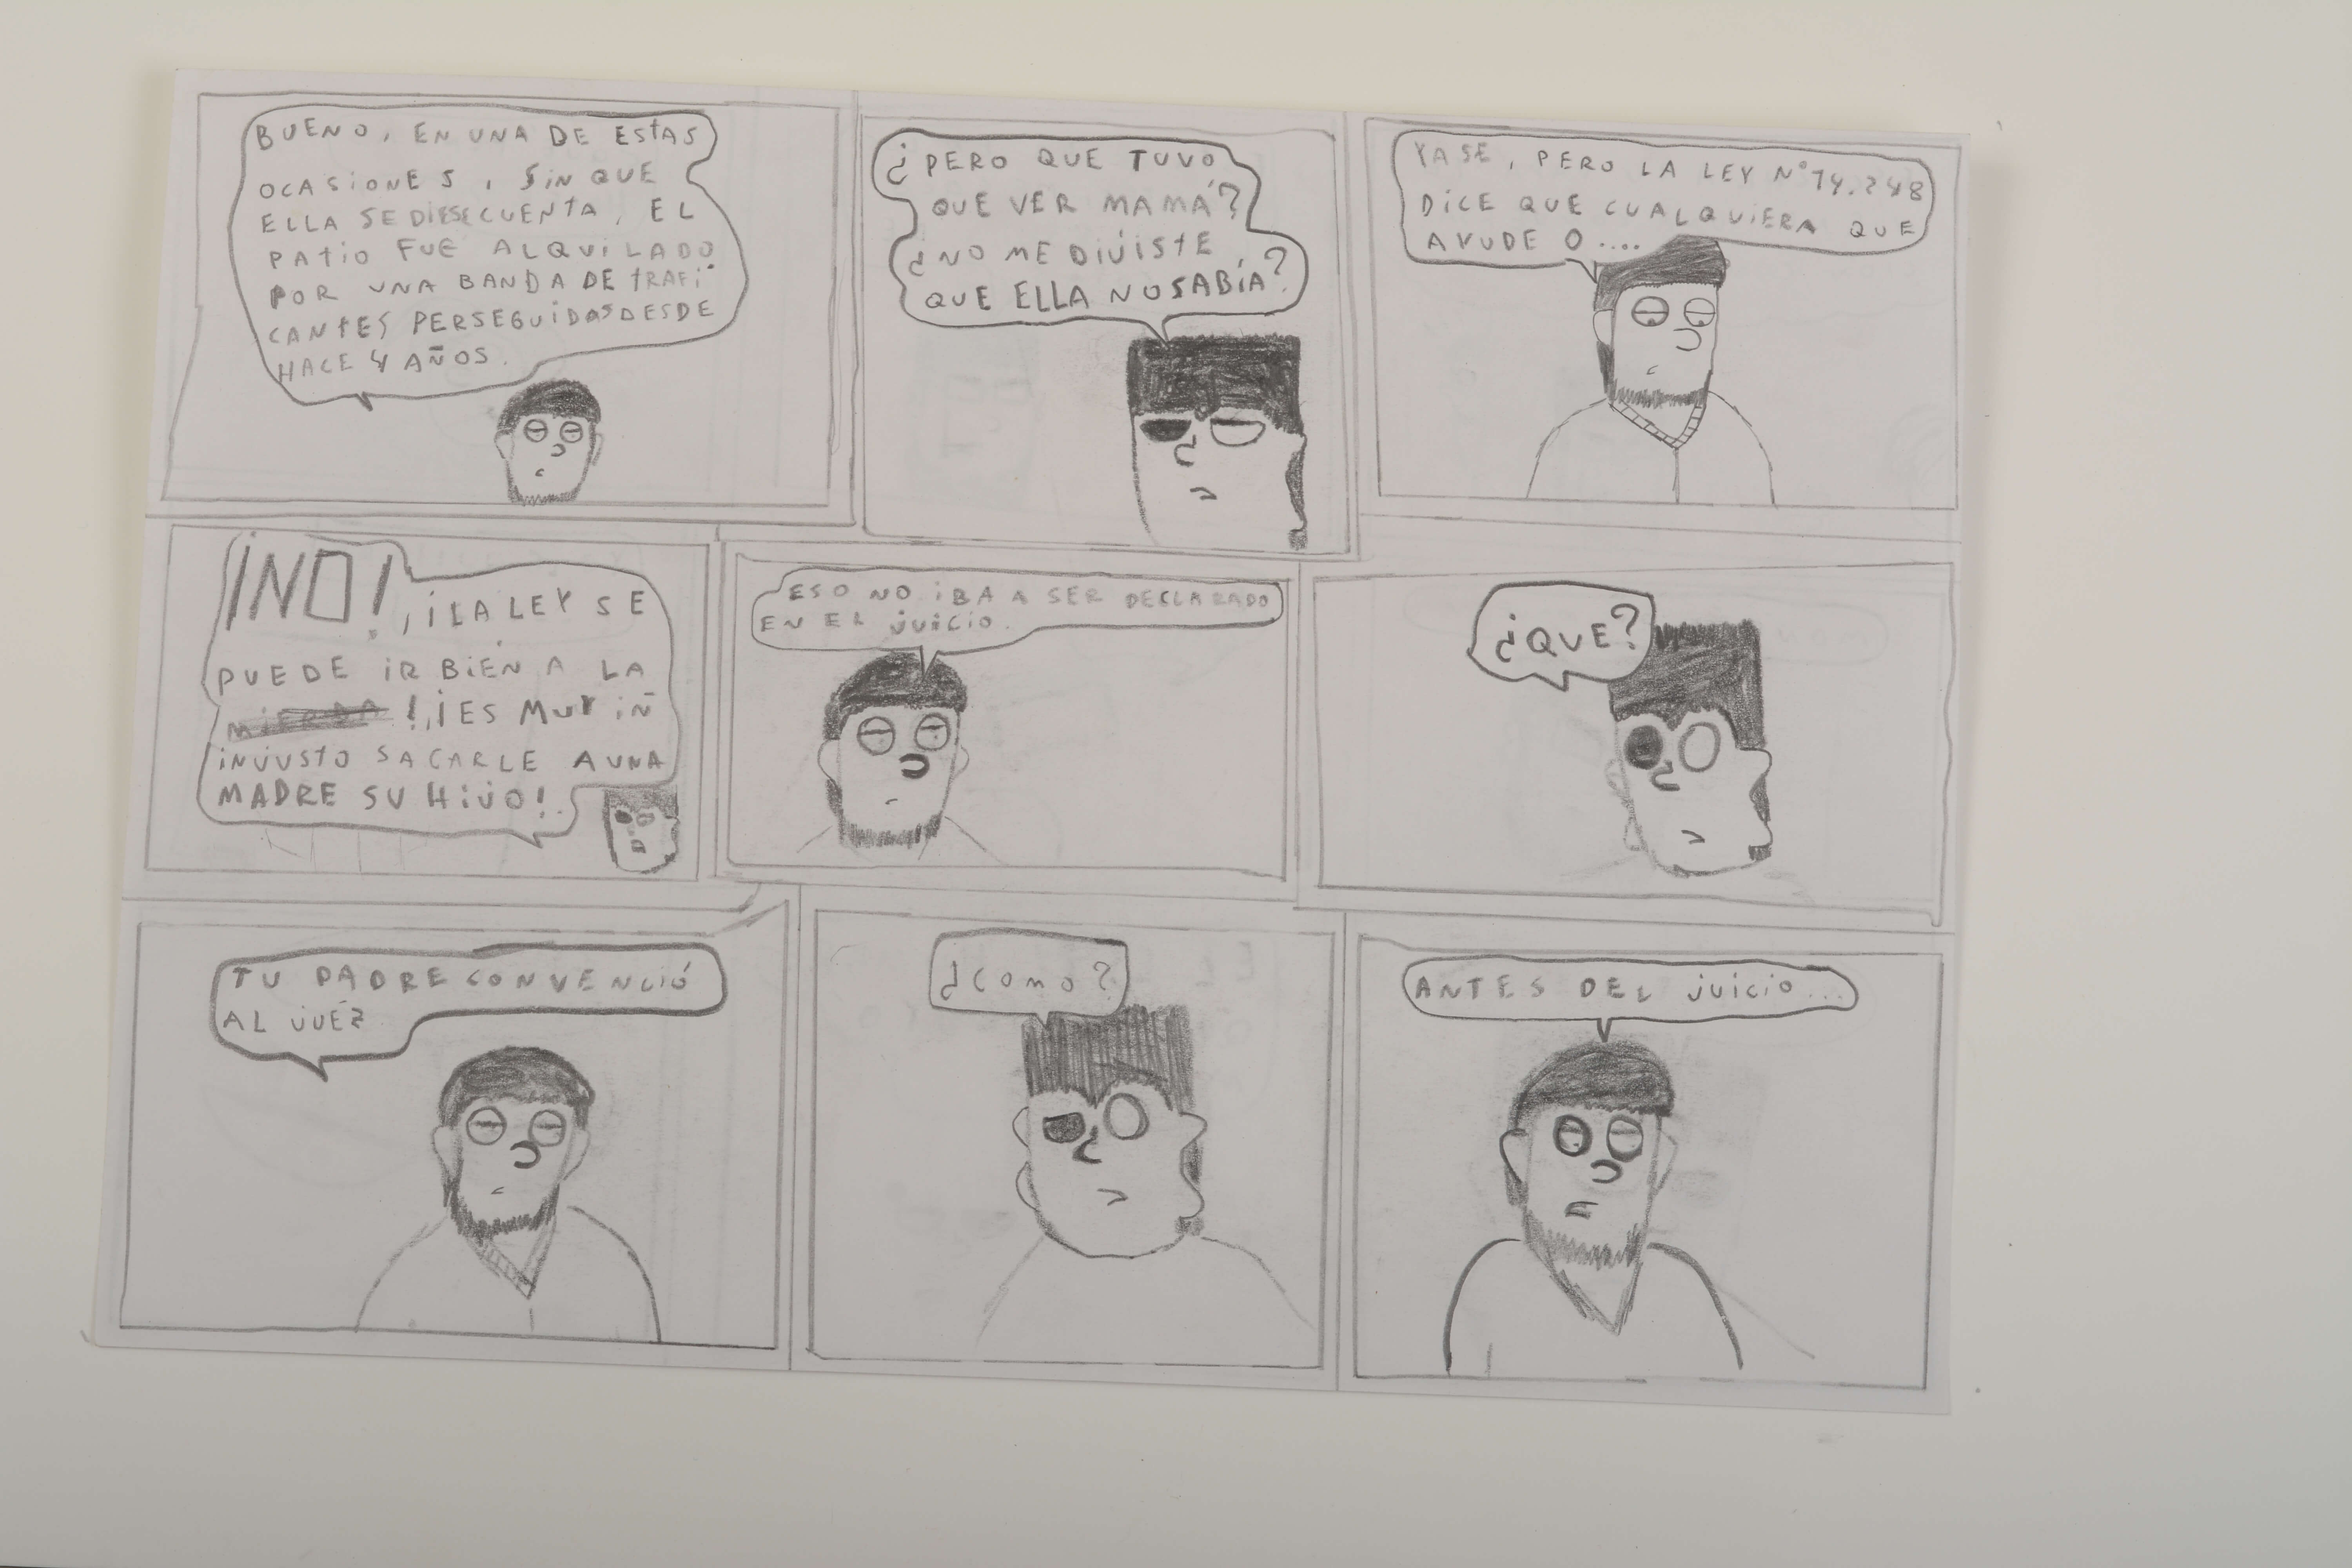 BUENO, EN UNA DE ESTAS
OCASIONES, SIN QUE
ELLA SE DIESE CUENTA, EL
PATIO FUE ALQUILADO
POR UNA BANDA DE TRAFI-
CANTES PERSEGUIDAS DESDE
HACE 4 AÑOS.
¿PERO QUE TUVO
QUE VER MAMÁ?
¿NO ME DIJISTE
QUE ELLA NO SABÍA?
YA SE, PERO LA LEY N° 14.248
DICE QUE CUALQUIERA QUE
AYUDE O....
¡NO!, ¡LA LEY SE
PUEDE IR BIEN A LA
MIERDA!, ¡ES MUY IÑ
INJUSTO SACARLE A UNA
MADRE SU HIJO!.
ESO NO IBA A SER DECLARADO
EN EL JUICIO.
¿QUE?
TU PADRE CONVENCIÓ
AL JUEZ
¿COMO?
ANTES DEL JUICIO...